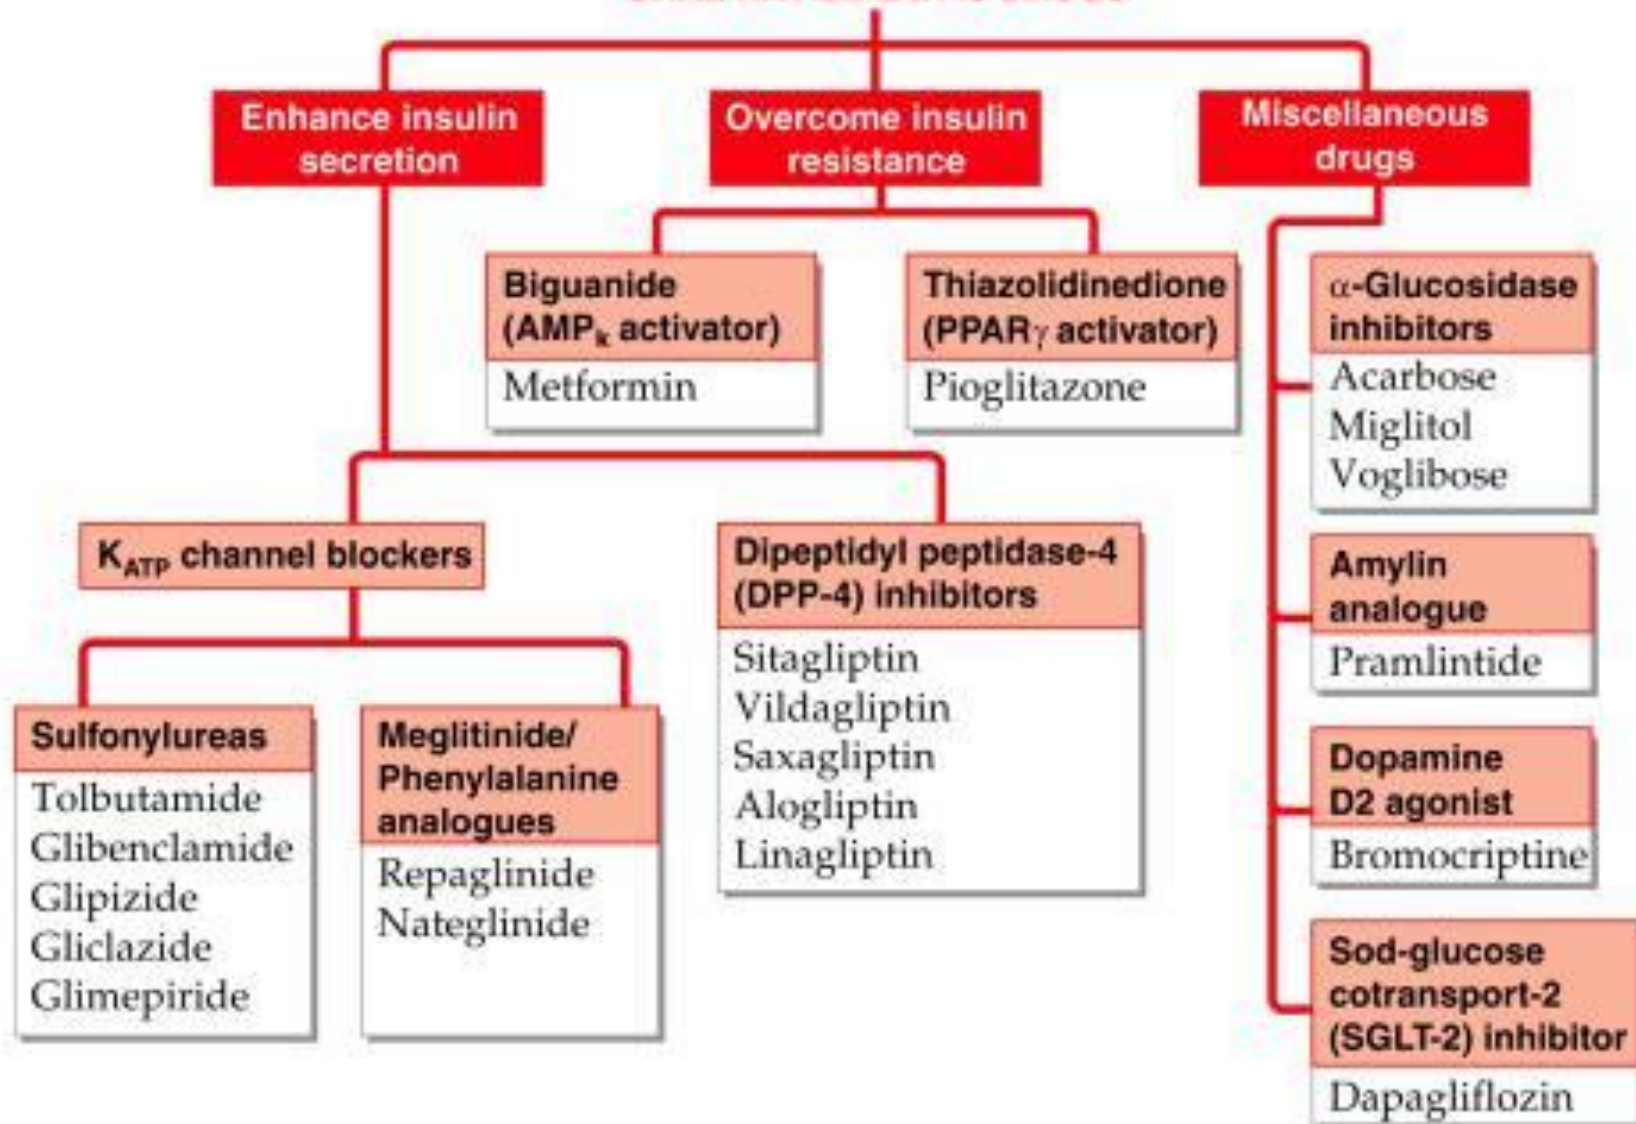 Enhance insulin
secretion
Overcome insulin
resistance
Miscellaneous
drugs
Biguanide
(AMPk activator)
Metformin
Thiazolidinedione
(PPARγ activator)
Pioglitazone
α-Glucosidase
inhibitors
Acarbose
Miglitol
Voglibose
KATP channel blockers
Dipeptidyl peptidase-4
(DPP-4) inhibitors
Sitagliptin
Vildagliptin
Saxagliptin
Alogliptin
Linagliptin
Amylin
analogue
Pramlintide
Sulfonylureas
Tolbutamide
Glibenclamide
Glipizide
Gliclazide
Glimepiride
Meglitinide/
Phenylalanine
analogues
Repaglinide
Nateglinide
Dopamine
D2 agonist
Bromocriptine
Sod-glucose
cotransport-2
(SGLT-2) inhibitor
Dapagliflozin